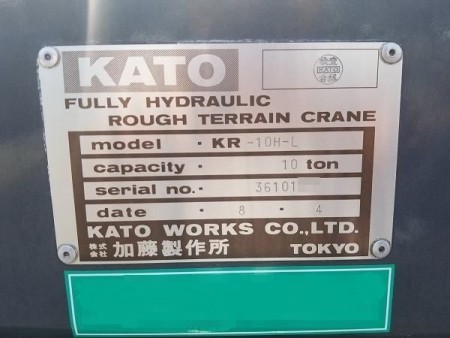 KATO
KATO
FULLY HYDRAULIC
ROUGH TERRAIN CRANE
model · KR -10H-L
capacity · 10 ton
serial no. · 36101
date · 8 · 4
KATO WORKS CO.,LTD.
株式会社 加藤製作所 TOKYO